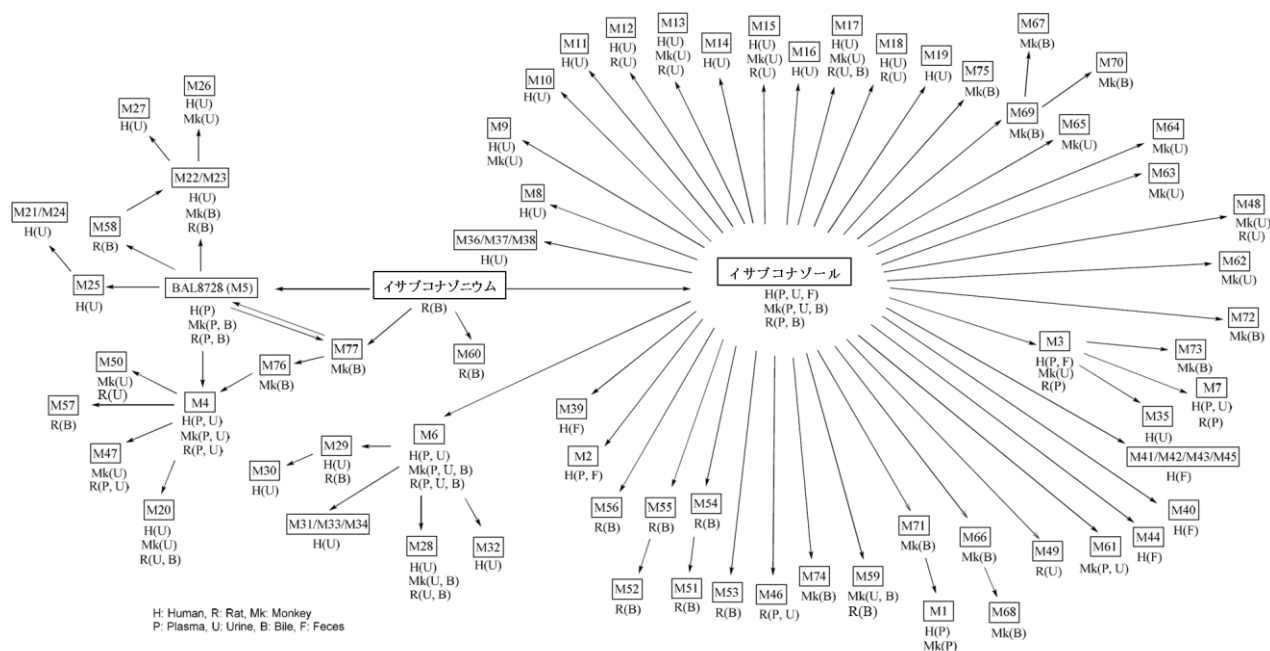 M26
H(U)
Mk(U)
M27
H(U)
M22/M23
H(U)
Mk(B)
R(B)
M21/M24
H(U)
M58
R(B)
M25
H(U)
BAL8728 (M5)
H(P)
Mk(P, B)
R(P, B)
イサブコナゾニウム
R(B)
M77
Mk(B)
M76
Mk(B)
M60
R(B)
M50
Mk(U)
R(U)
M57
R(B)
M4
H(P, U)
Mk(P, U)
R(P, U)
M47
Mk(U)
R(P, U)
M20
H(U)
Mk(U)
R(U, B)
M6
H(P, U)
Mk(P, U, B)
R(P, U, B)
M29
H(U)
R(B)
M30
H(U)
M31/M33/M34
H(U)
M28
H(U)
Mk(U, B)
R(U, B)
M32
H(U)
イサブコナゾール
H(P, U, F)
Mk(P, U, B)
R(P, B)
M36/M37/M38
H(U)
M8
H(U)
M9
H(U)
Mk(U)
M10
H(U)
M11
H(U)
M12
H(U)
R(U)
M13
H(U)
Mk(U)
R(U)
M14
H(U)
M15
H(U)
Mk(U)
R(U)
M16
H(U)
M17
H(U)
Mk(U)
R(U, B)
M18
H(U)
R(U)
M19
H(U)
M75
Mk(B)
M67
Mk(B)
M70
Mk(B)
M69
Mk(B)
M65
Mk(U)
M64
Mk(U)
M63
Mk(U)
M48
Mk(U)
R(U)
M62
Mk(U)
M72
Mk(B)
M3
H(P, F)
Mk(U)
R(P)
M73
Mk(B)
M7
H(P, U)
R(P)
M35
H(U)
M41/M42/M43/M45
H(F)
M40
H(F)
M44
H(F)
M61
Mk(P, U)
M49
R(U)
M66
Mk(B)
M68
Mk(B)
M71
Mk(B)
M1
H(P)
Mk(P)
M59
Mk(U, B)
R(B)
M74
Mk(B)
M46
R(P, U)
M53
R(B)
M54
R(B)
M51
R(B)
M55
R(B)
M52
R(B)
M56
R(B)
M2
H(P, F)
M39
H(F)
H: Human, R: Rat, Mk: Monkey
P: Plasma, U: Urine, B: Bile, F: Feces